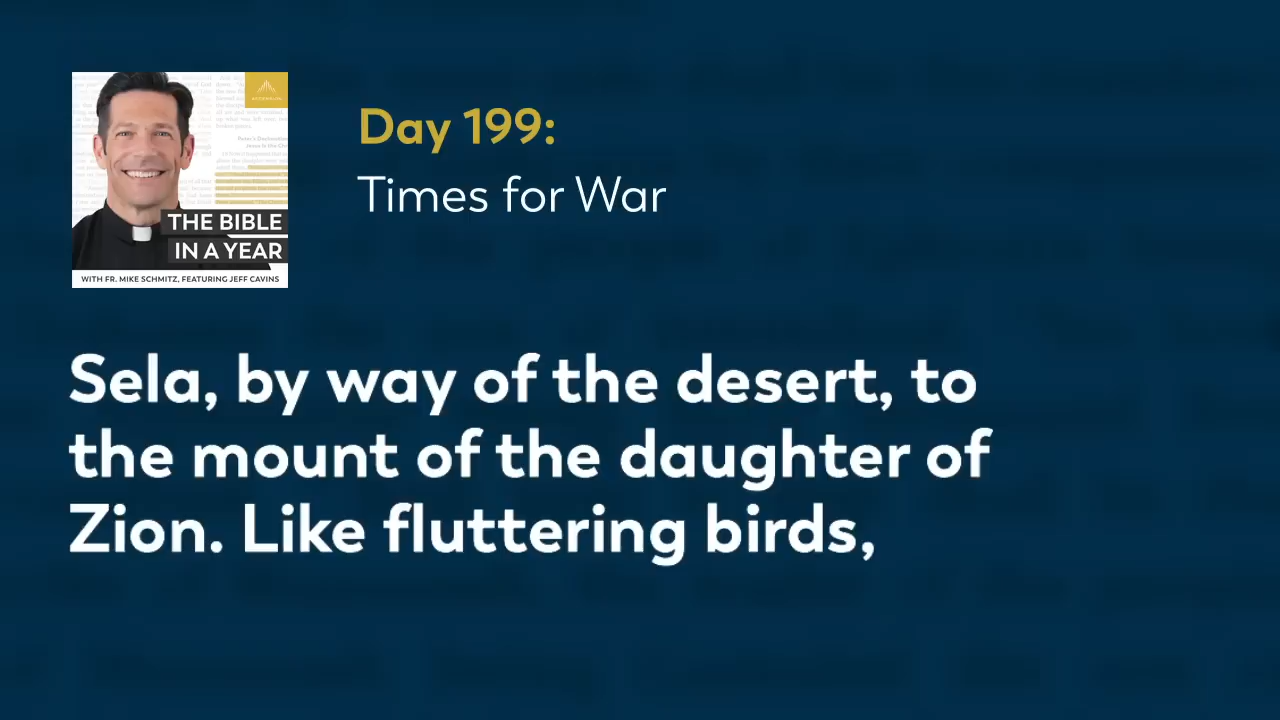 Day 199:
Times for War
THE BIBLE
IN A YEAR
WITH FR. MIKE SCHMITZ, FEATURING JEFF CAVINS
Sela, by way of the desert, to
the mount of the daughter of
Zion. Like fluttering birds,